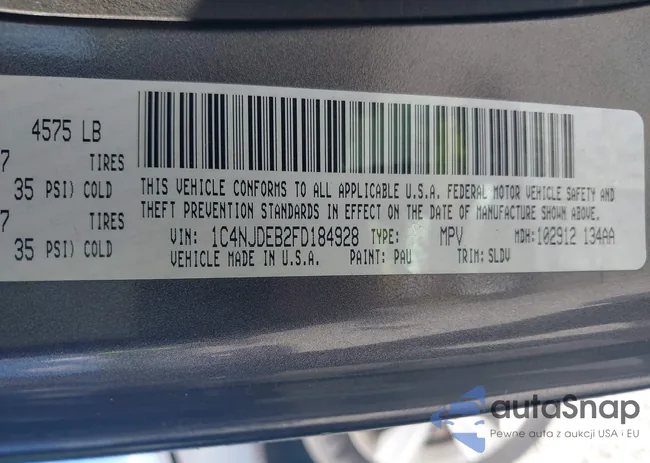 4575 LB
7 TIRES
35 PSI) COLD
7 TIRES
35 PSI) COLD
THIS VEHICLE CONFORMS TO ALL APPLICABLE U.S.A. FEDERAL MOTOR VEHICLE SAFETY AND
THEFT PREVENTION STANDARDS IN EFFECT ON THE DATE OF MANUFACTURE SHOWN ABOVE.
VIN: 1C4NJDEB2FD184928 TYPE: MPV MDH:102912 134AA
VEHICLE MADE IN U.S.A. PAINT: PAU TRIM: SLDV
autoSnap
Pewne auta z aukcji USA i EU